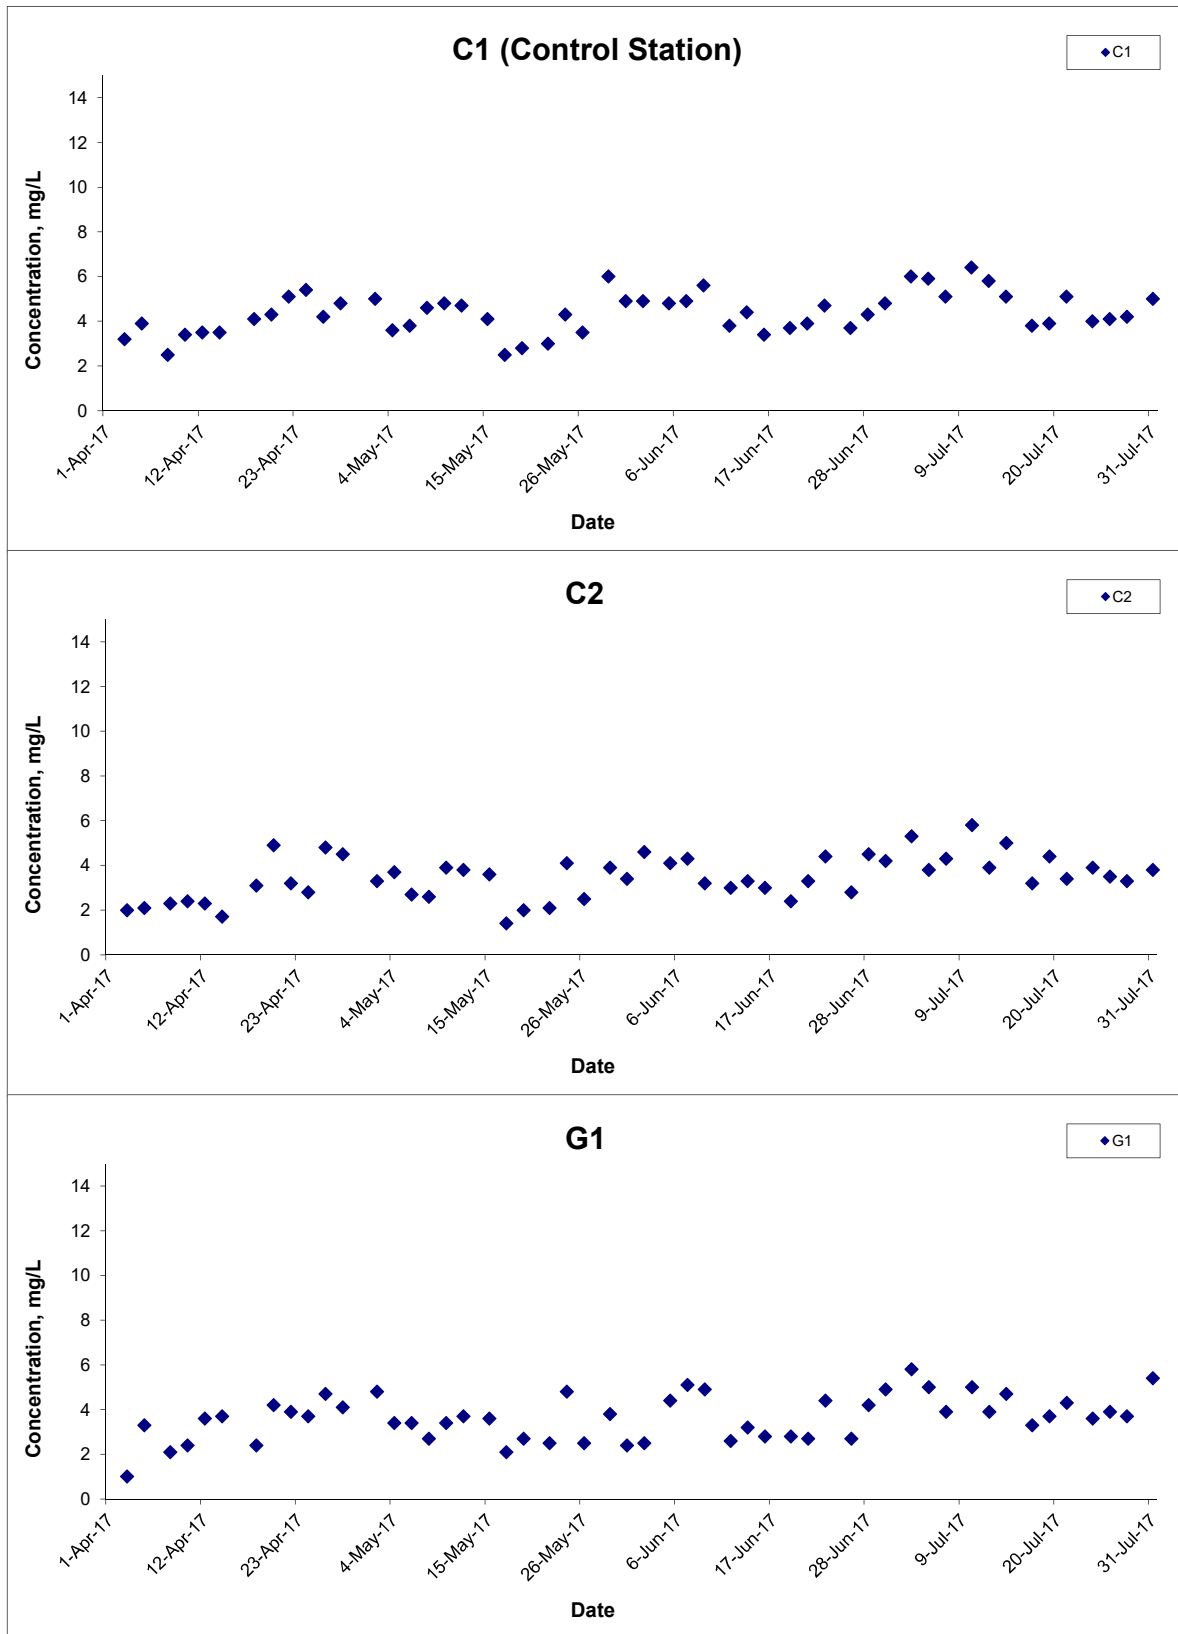 C1 (Control Station)
C1
14
12
10
8
6
4
2
0
Concentration, mg/L
1-Apr-17
12-Apr-17
23-Apr-17
4-May-17
15-May-17
26-May-17
6-Jun-17
17-Jun-17
28-Jun-17
9-Jul-17
20-Jul-17
31-Jul-17
Date
C2
C2
14
12
10
8
6
4
2
0
Concentration, mg/L
1-Apr-17
12-Apr-17
23-Apr-17
4-May-17
15-May-17
26-May-17
6-Jun-17
17-Jun-17
28-Jun-17
9-Jul-17
20-Jul-17
31-Jul-17
Date
G1
G1
14
12
10
8
6
4
2
0
Concentration, mg/L
1-Apr-17
12-Apr-17
23-Apr-17
4-May-17
15-May-17
26-May-17
6-Jun-17
17-Jun-17
28-Jun-17
9-Jul-17
20-Jul-17
31-Jul-17
Date